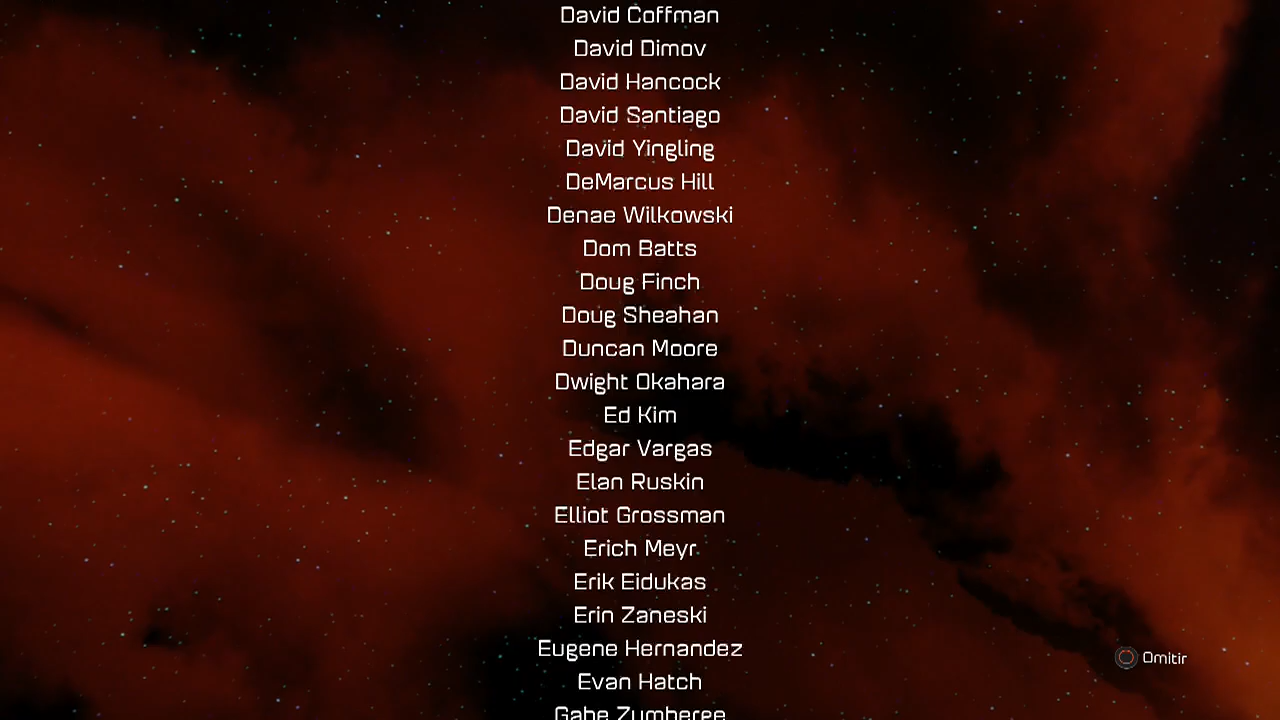 David Coffman
David Dimov
David Hancock
David Santiago
David Yingling
DeMarcus Hill
Denae Wilkowski
Dom Batts
Doug Finch
Doug Sheahan
Duncan Moore
Dwight Okahara
Ed Kim
Edgar Vargas
Elan Ruskin
Elliot Grossman
Erich Meyr
Erik Eidukas
Erin Zaneski
Eugene Hernandez
Omitir
Evan Hatch
Gabe